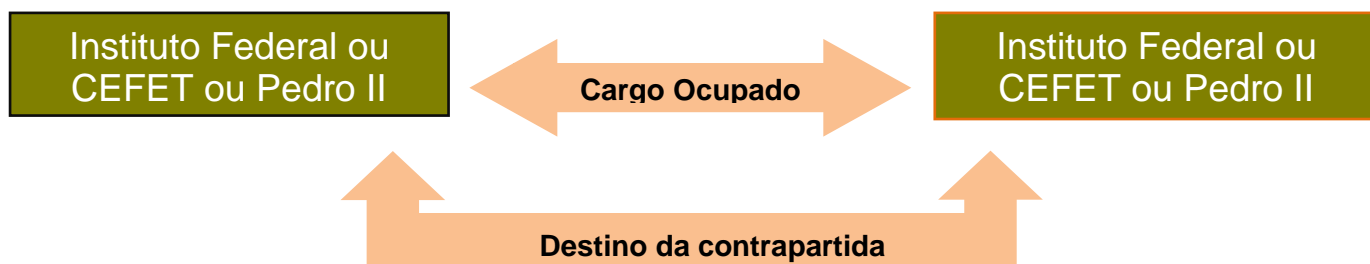 Instituto Federal ou
CEFET ou Pedro II
Cargo Ocupado
Instituto Federal ou
CEFET ou Pedro II
Destino da contrapartida